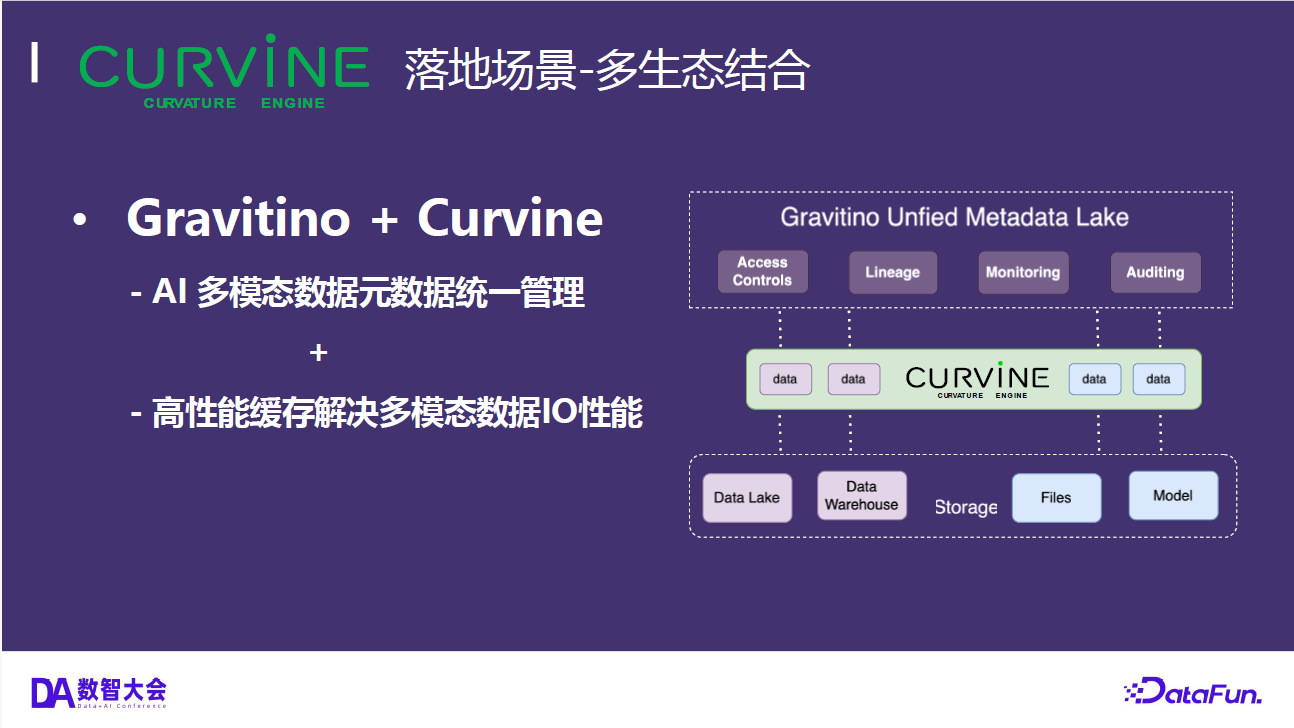 CURVINE 落地场景-多生态结合
CURVATURE ENGINE
• Gravitino + Curvine
- AI 多模态数据元数据统一管理
+
- 高性能缓存解决多模态数据IO性能
Gravitino Unfied Metadata Lake
Access
Controls
Lineage
Monitoring
Auditing
data
data
CURVINE
CURVATURE ENGINE
data
data
Data Lake
Data
Warehouse
Storage
Files
Model
DA 数智大会
Data+AI Conference
DataFun.